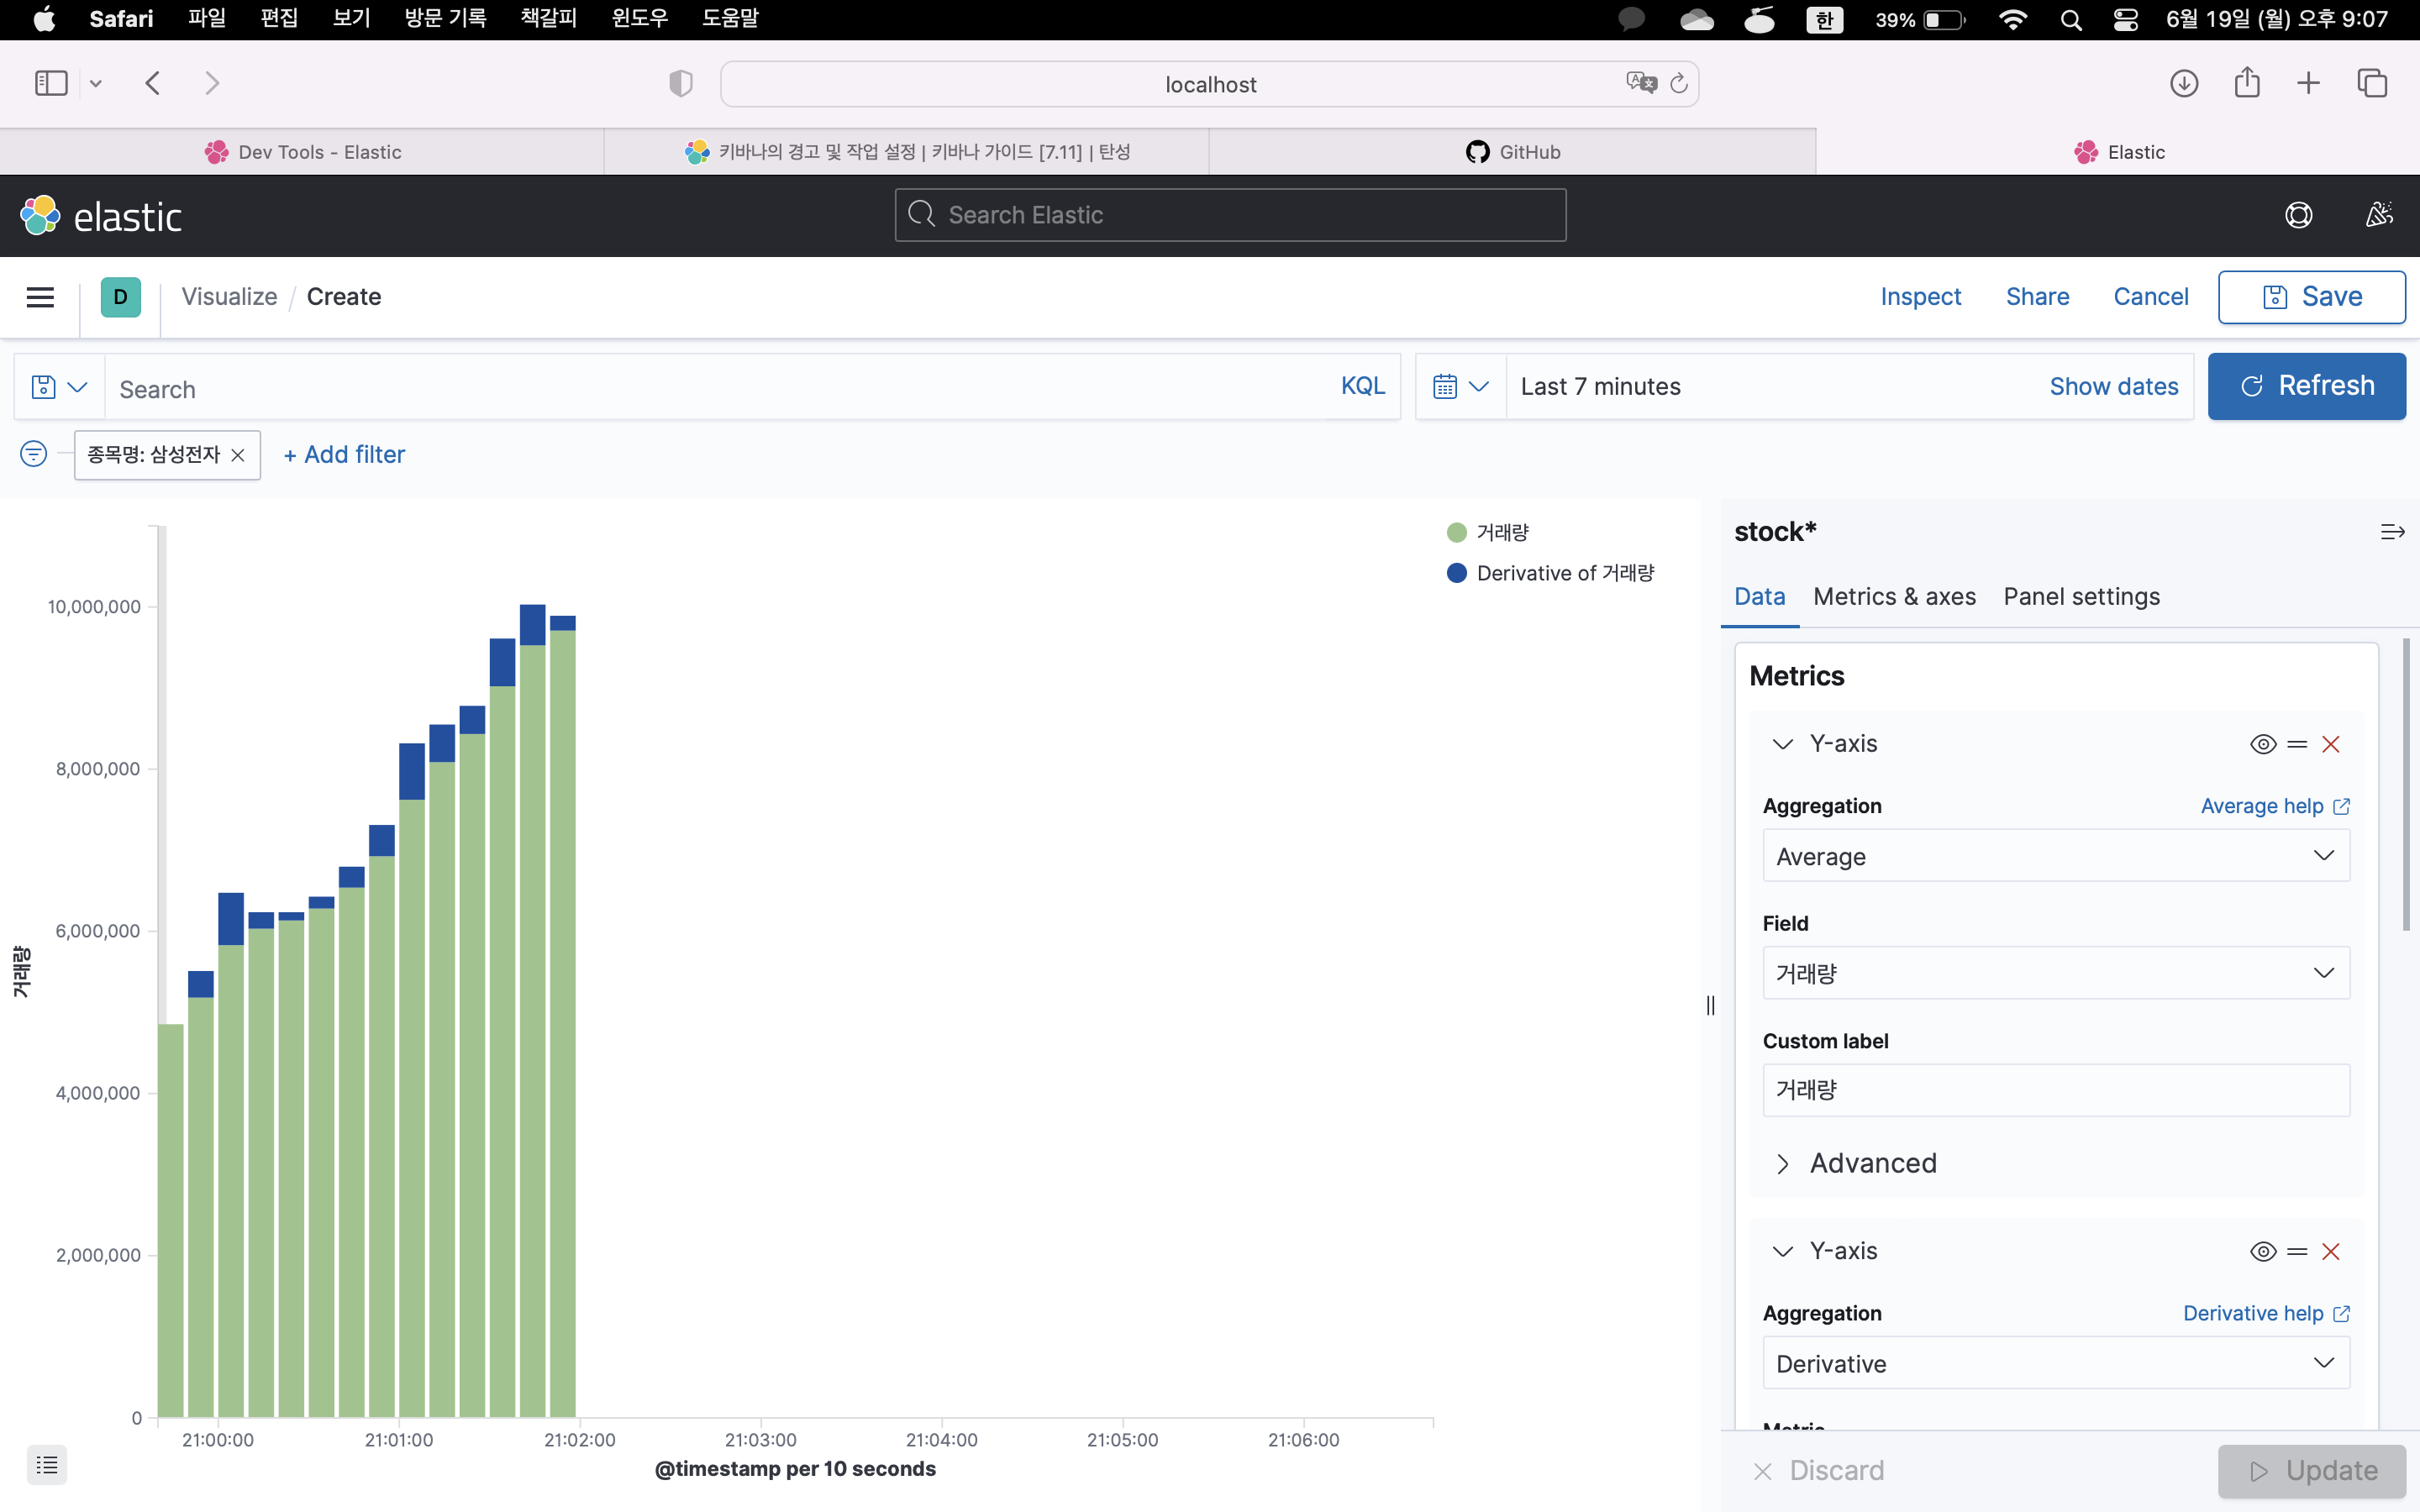 Safari 파일 편집 보기 방문 기록 책갈피 윈도우 도움말 한 39% 6월 19일 (월) 오후 9:07
localhost
Dev Tools - Elastic 키바나의 경고 및 작업 설정 | 키바나 가이드 [7.11] | 탄성 GitHub Elastic
elastic Search Elastic
D Visualize / Create Inspect Share Cancel Save
Search KQL Last 7 minutes Show dates Refresh
종목명: 삼성전자 + Add filter
거래량
Derivative of 거래량
10,000,000
8,000,000
6,000,000
4,000,000
2,000,000
0
거래량
21:00:00 21:01:00 21:02:00 21:03:00 21:04:00 21:05:00 21:06:00
@timestamp per 10 seconds
stock*
Data Metrics & axes Panel settings
Metrics
Y-axis
Aggregation Average help
Average
Field
거래량
Custom label
거래량
Advanced
Y-axis
Aggregation Derivative help
Derivative
Metric
Discard Update